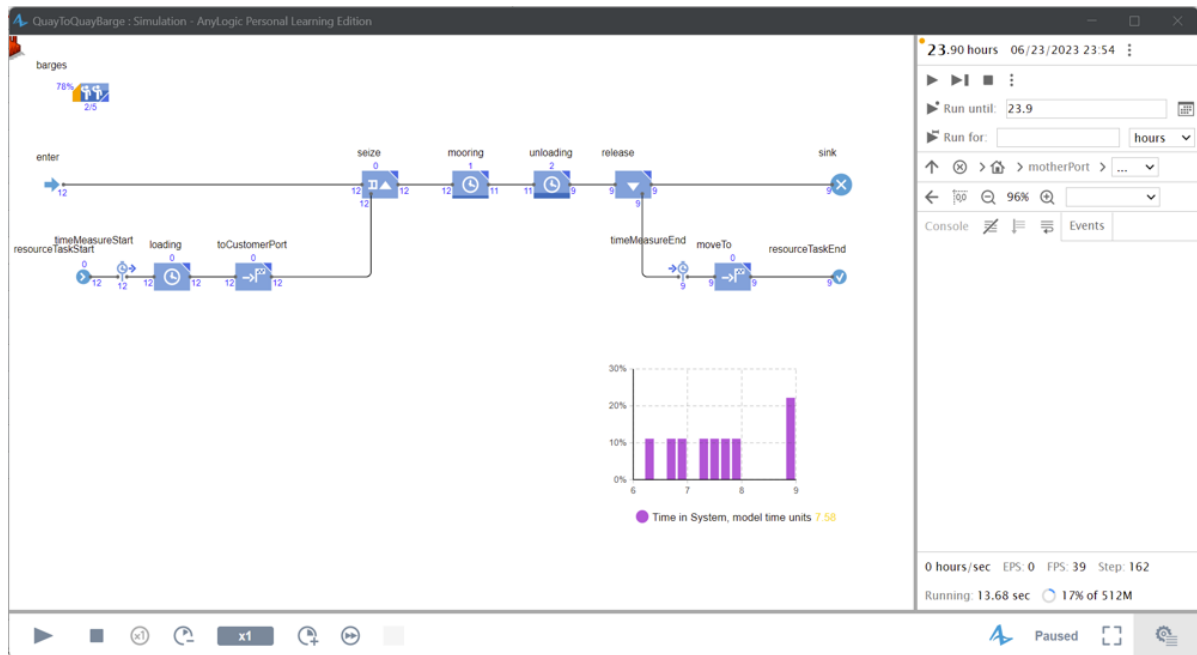 QuayToQuayBarge : Simulation - AnyLogic Personal Learning Edition
barges
78%
2/5
enter
12
seize
0
12 12
12
mooring
1
12 11
unloading
2
11 9
release
9 9
9
sink
9
resourceTaskStart
0
12
timeMeasureStart
12
loading
0
12 12
toCustomerPort
0
12 12
timeMeasureEnd
9
moveTo
0
9 9
resourceTaskEnd
9
30%
20%
10%
0%
6 7 8 9
Time in System, model time units 7.58
23.90 hours 06/23/2023 23:54
Run until: 23.9
Run for: hours
motherPort ...
96%
Console Events
0 hours/sec EPS: 0 FPS: 39 Step: 162
Running: 13.68 sec 17% of 512M
x1 x1 Paused